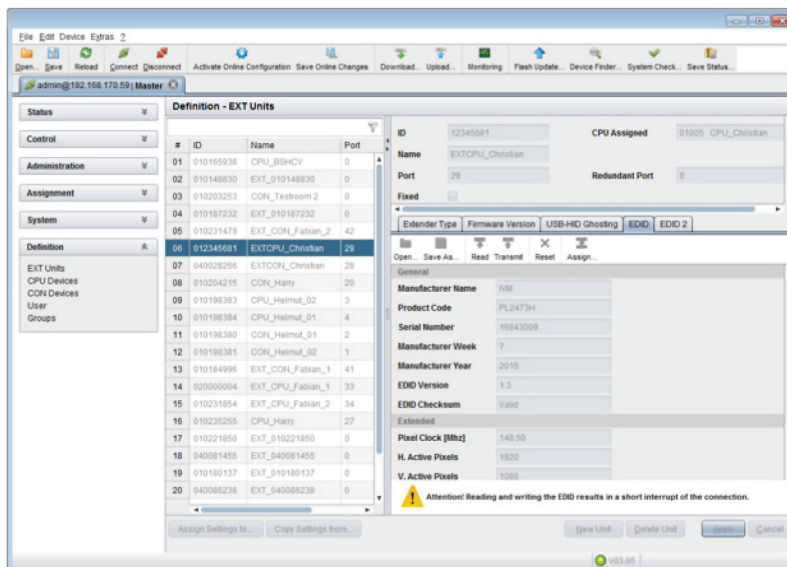 File Edit Device Extras ?
Open... Save Reload Connect Disconnect Activate Online Configuration Save Online Changes Download... Upload... Monitoring Flash Update... Device Finder... System Check... Save Status...
admin@192.168.170.59 | Master
Status
Control
Administration
Assignment
System
Definition
EXT Units
CPU Devices
CON Devices
User
Groups
Definition - EXT Units
# ID Name Port
01 010165938 CPU_BSHCV 0
02 010148830 EXT_010148830 0
03 010203253 CON_Testroom 2 0
04 010187232 EXT_010187232 0
05 010231479 EXT_CON_Fabian_2 42
06 012345681 EXTCPU_Christian 29
07 040028266 EXTCON_Christian 28
08 010204215 CON_Harry 20
09 010198383 CPU_Helmut_02 3
10 010198384 CPU_Helmut_01 4
11 010198380 CON_Helmut_01 2
12 010198381 CON_Helmut_02 1
13 010184996 EXT_CON_Fabian_1 41
14 020000004 EXT_CPU_Fabian_1 33
15 010231854 EXT_CPU_Fabian_2 34
16 010235255 CPU_Harry 27
17 010221850 EXT_010221850 0
18 040081455 EXT_040081455 0
19 010180137 EXT_010180137 0
20 040086238 EXT_040086238 0
Assign Settings to... Copy Settings from...
ID 12345681 CPU Assigned 01005 CPU_Christian
Name EXTCPU_Christian
Port 29 Redundant Port 0
Fixed
Extender Type Firmware Version USB-HID Ghosting EDID EDID 2
Open... Save As... Read Transmit Reset Assign...
General
Manufacturer Name IVM
Product Code PL2473H
Serial Number 16843009
Manufacturer Week 7
Manufacturer Year 2015
EDID Version 1.3
EDID Checksum Valid
Extended
Pixel Clock [Mhz] 148.50
H. Active Pixels 1920
V. Active Pixels 1080
Attention! Reading and writing the EDID results in a short interrupt of the connection.
New Unit Delete Unit Apply Cancel
V03.05